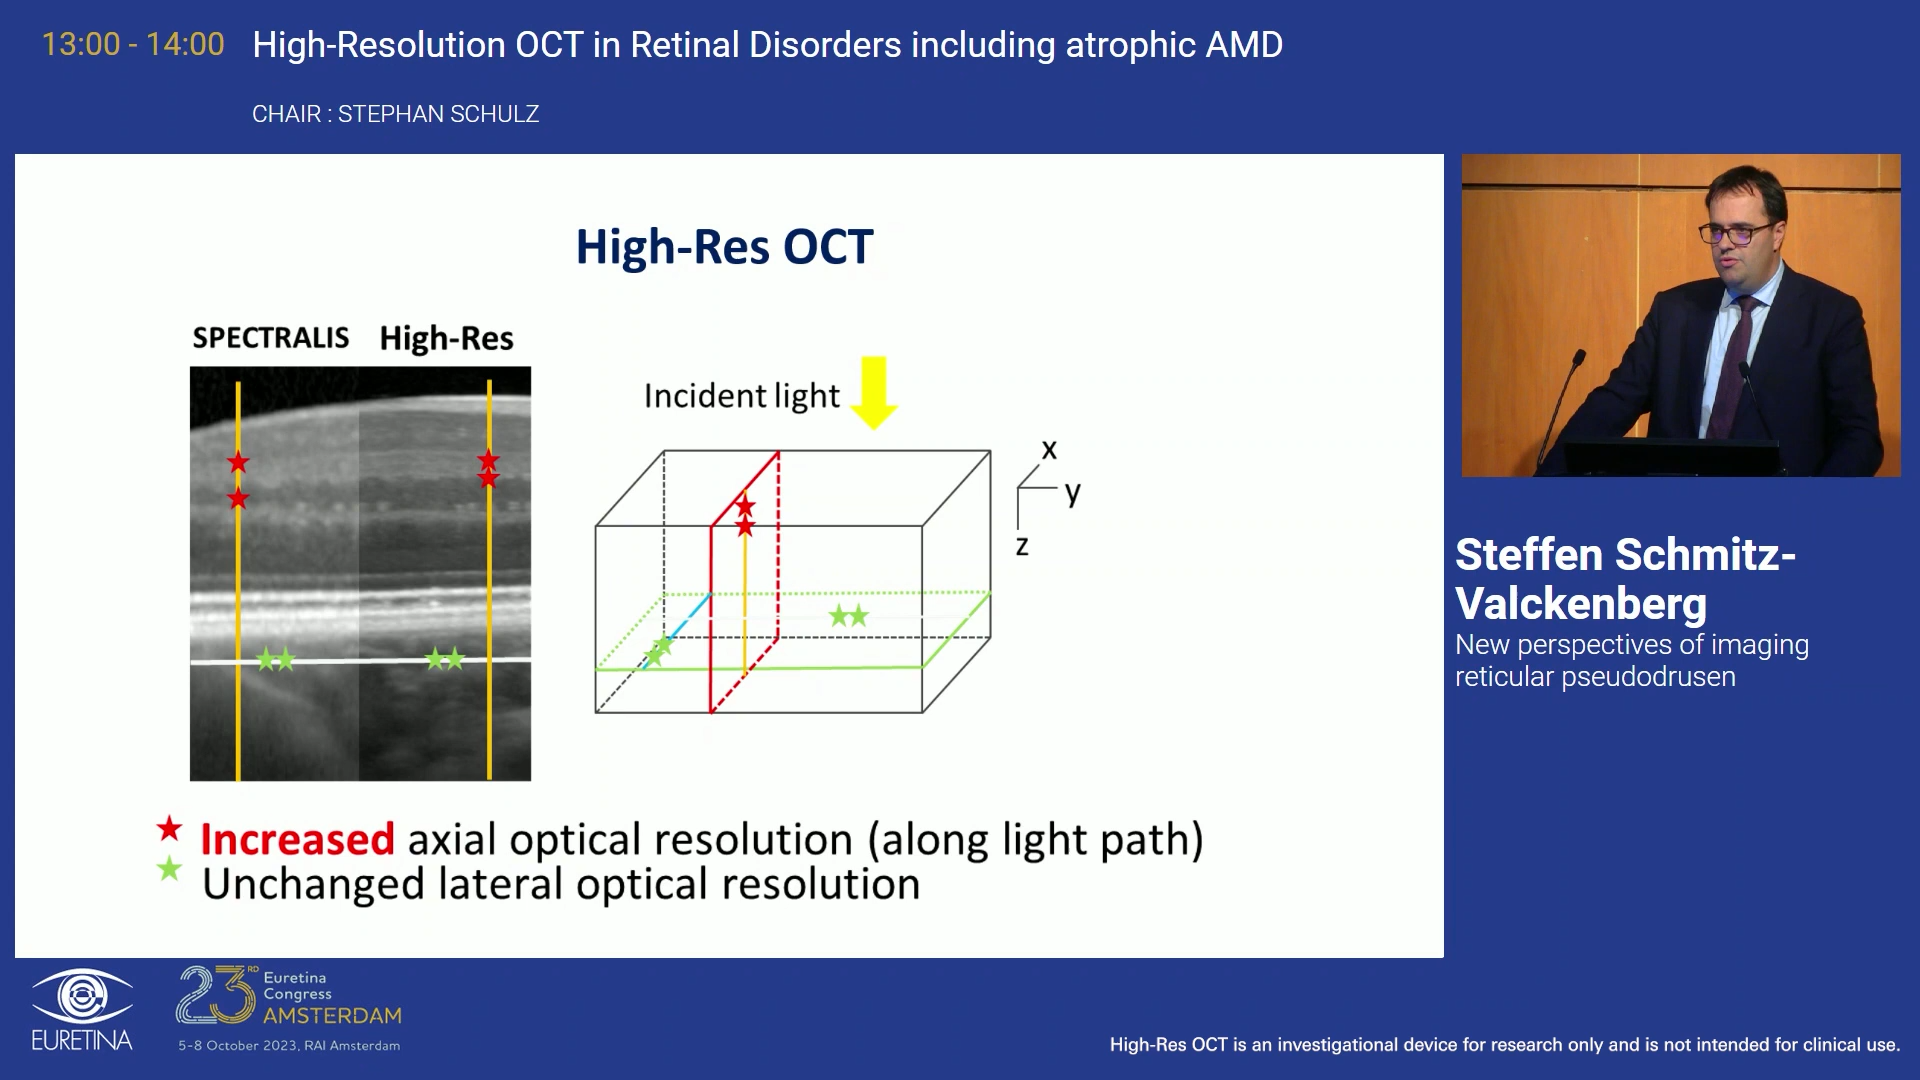 13:00 - 14:00 High-Resolution OCT in Retinal Disorders including atrophic AMD
CHAIR : STEPHAN SCHULZ
High-Res OCT
SPECTRALIS High-Res
Incident light
x
y
z
Increased axial optical resolution (along light path)
Unchanged lateral optical resolution
Steffen Schmitz-
Valckenberg
New perspectives of imaging
reticular pseudodrusen
EURETINA
23RD
Euretina
Congress
AMSTERDAM
5-8 October 2023, RAI Amsterdam
High-Res OCT is an investigational device for research only and is not intended for clinical use.